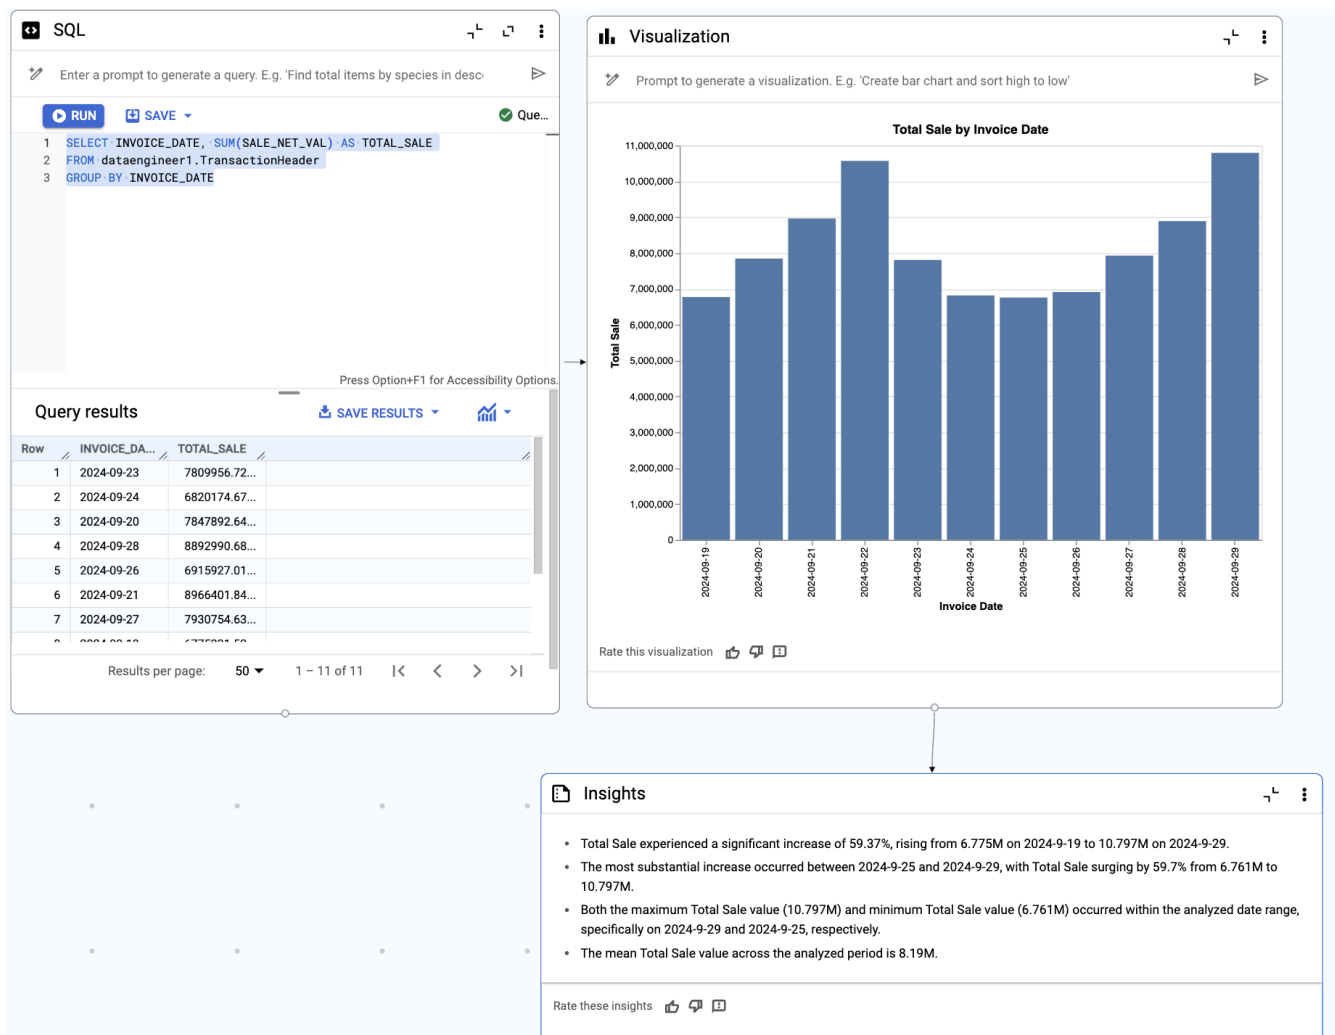 SQL
Enter a prompt to generate a query. E.g. 'Find total items by species in desc
RUN
SAVE
Que...
1 SELECT INVOICE_DATE, SUM(SALE_NET_VAL) AS TOTAL_SALE
2 FROM dataengineer1.TransactionHeader
3 GROUP BY INVOICE_DATE
Press Option+F1 for Accessibility Options.
Query results
SAVE RESULTS
Row INVOICE_DA... TOTAL_SALE
1 2024-09-23 7809956.72...
2 2024-09-24 6820174.67...
3 2024-09-20 7847892.64...
4 2024-09-28 8892990.68...
5 2024-09-26 6915927.01...
6 2024-09-21 8966401.84...
7 2024-09-27 7930754.63...
Results per page: 50 1 – 11 of 11
Visualization
Prompt to generate a visualization. E.g. 'Create bar chart and sort high to low'
Total Sale by Invoice Date
11,000,000
10,000,000
9,000,000
8,000,000
7,000,000
6,000,000
5,000,000
4,000,000
3,000,000
2,000,000
1,000,000
0
Total Sale
2024-09-19
2024-09-20
2024-09-21
2024-09-22
2024-09-23
2024-09-24
2024-09-25
2024-09-26
2024-09-27
2024-09-28
2024-09-29
Invoice Date
Rate this visualization
Insights
• Total Sale experienced a significant increase of 59.37%, rising from 6.775M on 2024-9-19 to 10.797M on 2024-9-29.
• The most substantial increase occurred between 2024-9-25 and 2024-9-29, with Total Sale surging by 59.7% from 6.761M to
10.797M.
• Both the maximum Total Sale value (10.797M) and minimum Total Sale value (6.761M) occurred within the analyzed date range,
specifically on 2024-9-29 and 2024-9-25, respectively.
• The mean Total Sale value across the analyzed period is 8.19M.
Rate these insights